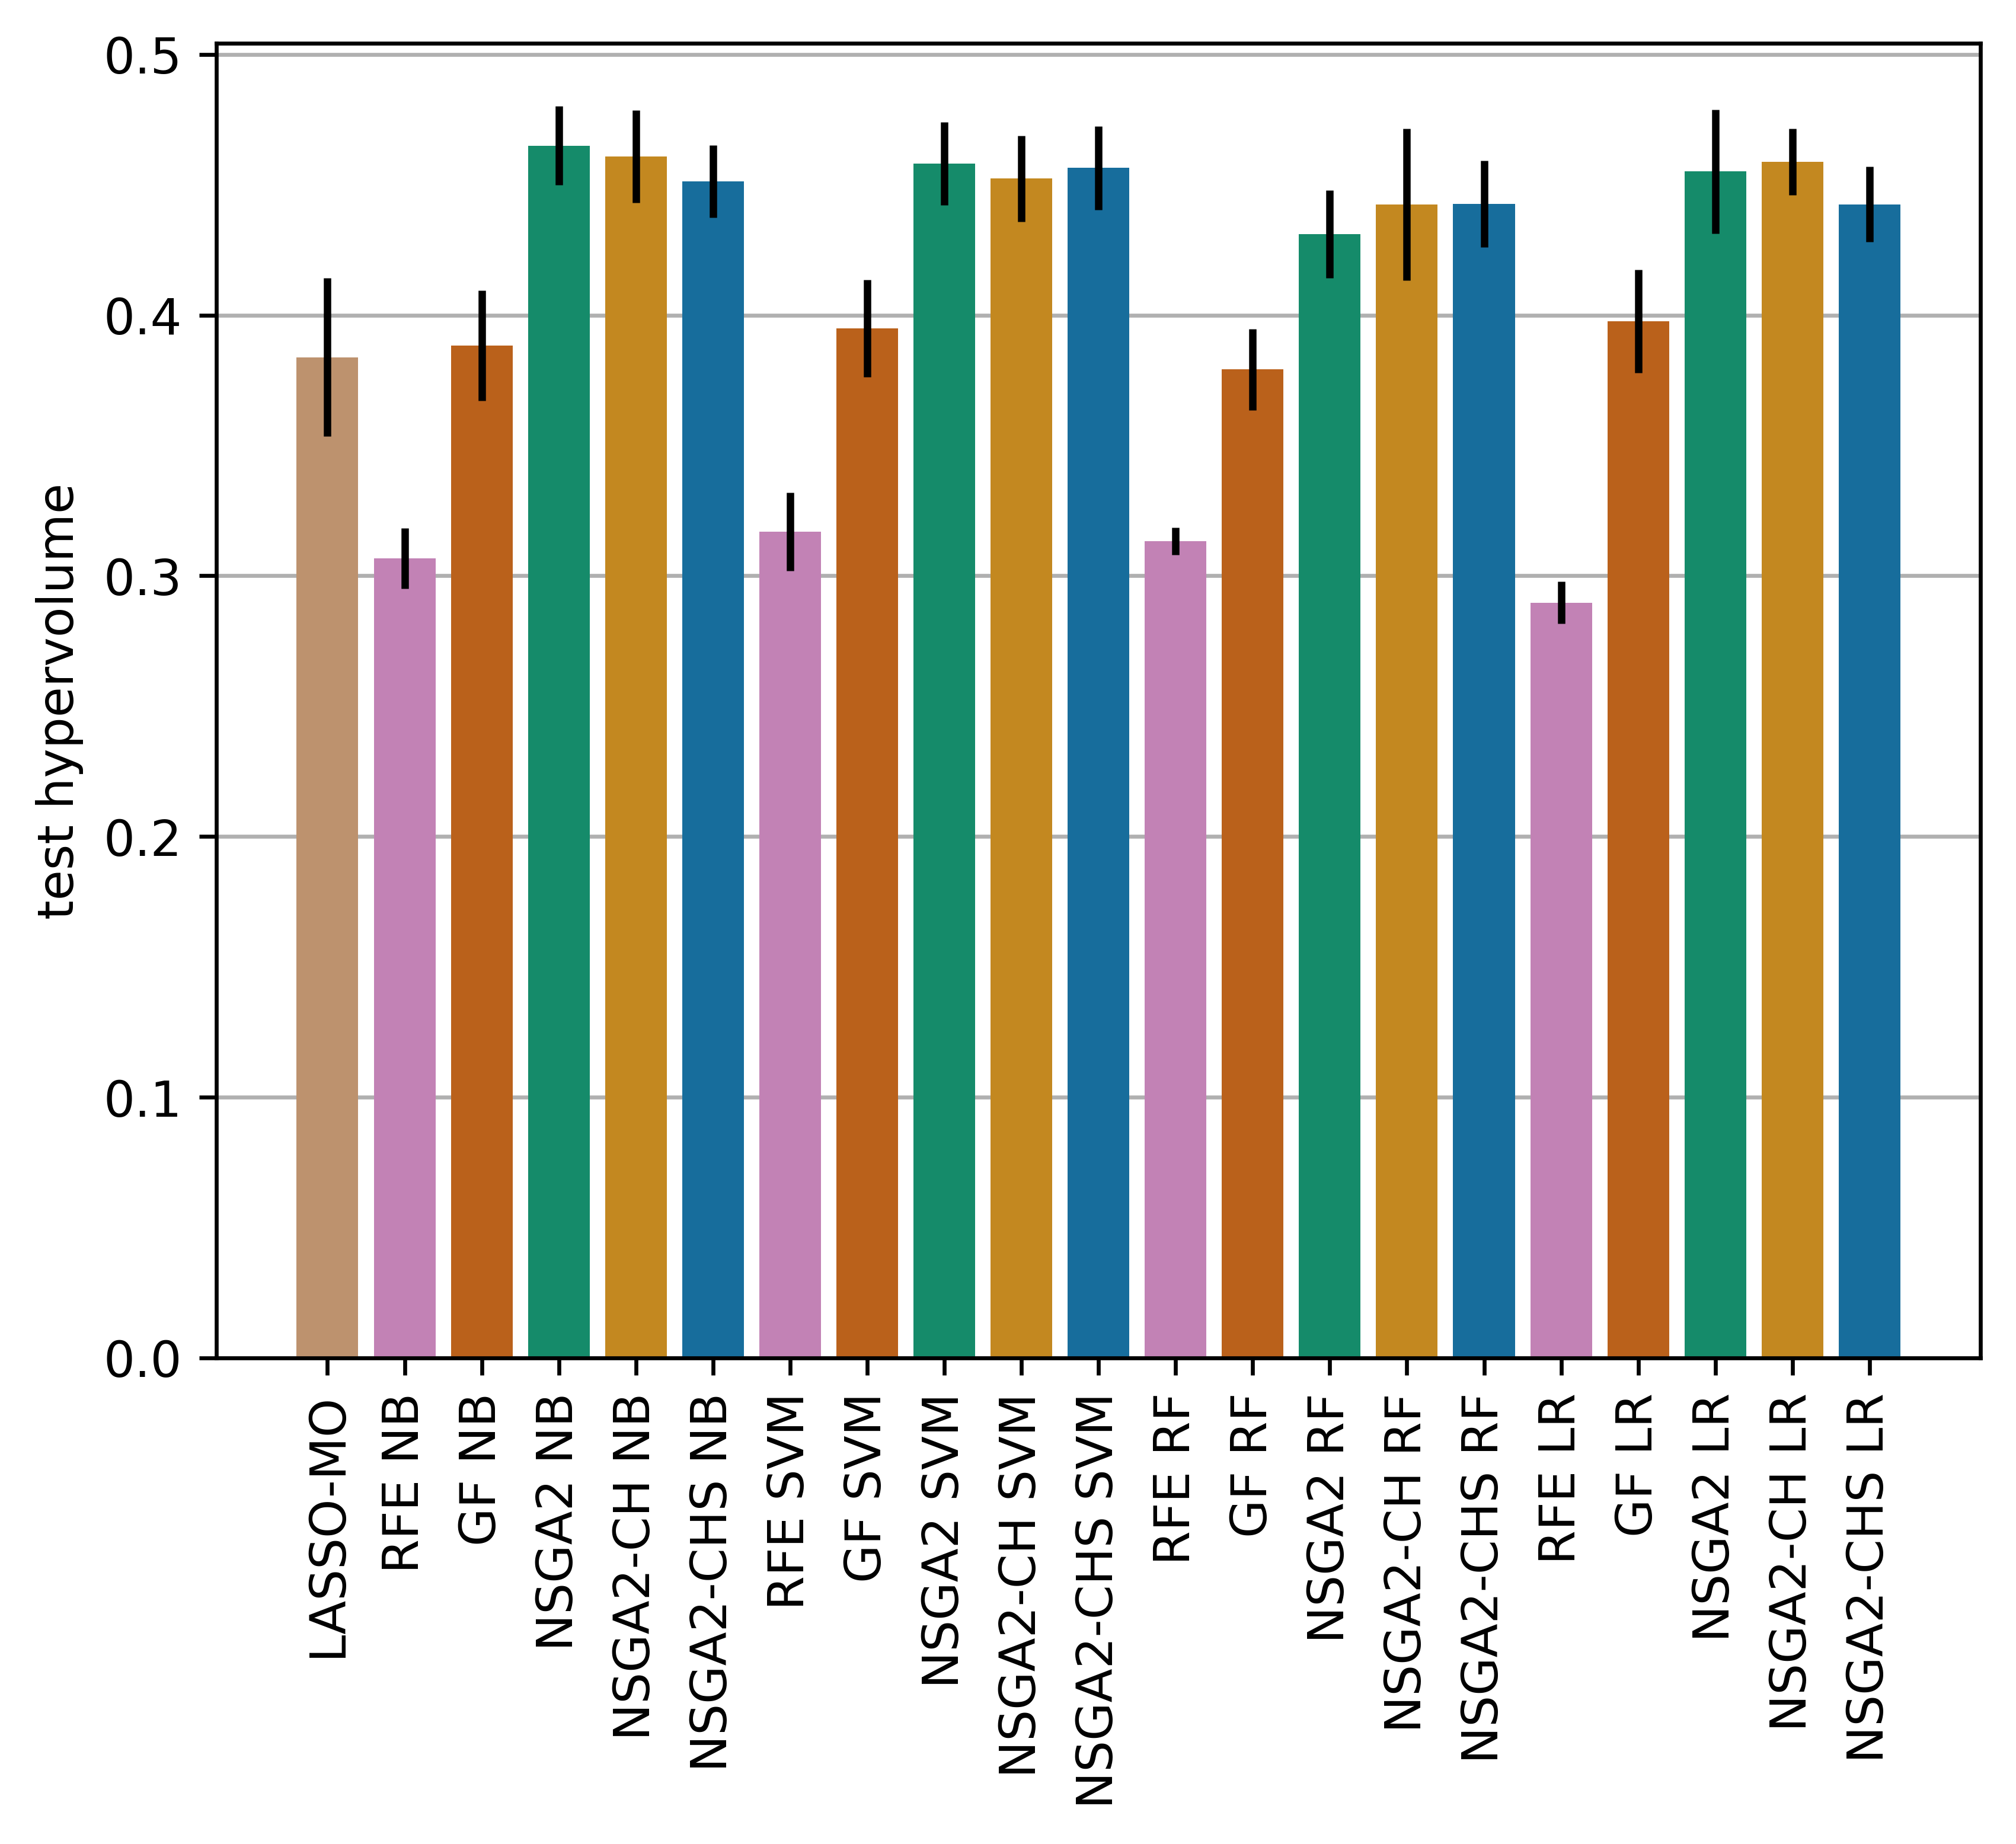 0.5
0.4
0.3
0.2
0.1
0.0
test hypervolume
LASSO-MO
RFE NB
GF NB
NSGA2 NB
NSGA2-CH NB
NSGA2-CHS NB
RFE SVM
GF SVM
NSGA2 SVM
NSGA2-CH SVM
NSGA2-CHS SVM
RFE RF
GF RF
NSGA2 RF
NSGA2-CH RF
NSGA2-CHS RF
RFE LR
GF LR
NSGA2 LR
NSGA2-CH LR
NSGA2-CHS LR